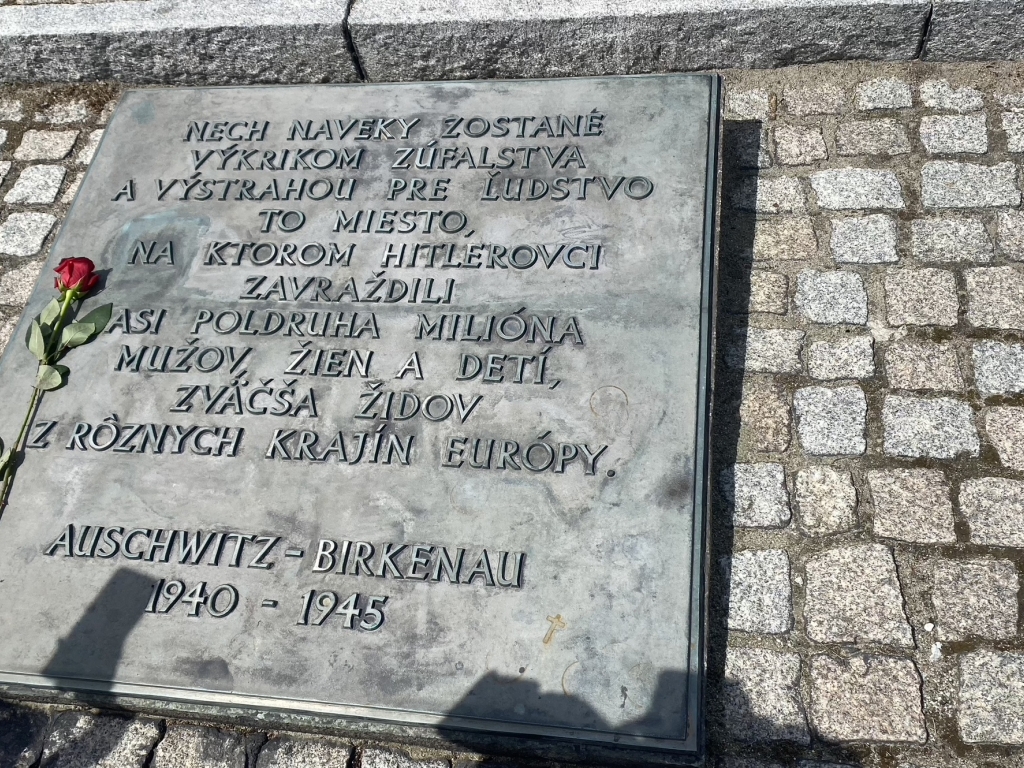 NECH NAVEKY ZOSTANE
VÝKRIKOM ZÚFALSTVA
A VÝSTRAHOU PRE ĽUDSTVO
TO MIESTO,
NA KTOROM HITLEROVCI
ZAVRAŽDILI
ASI POLDRUHA MILIÓNA
MUŽOV, ŽIEN A DETÍ,
ZVÄČŠA ŽIDOV
Z RÔZNYCH KRAJÍN EURÓPY.
AUSCHWITZ - BIRKENAU
1940 - 1945